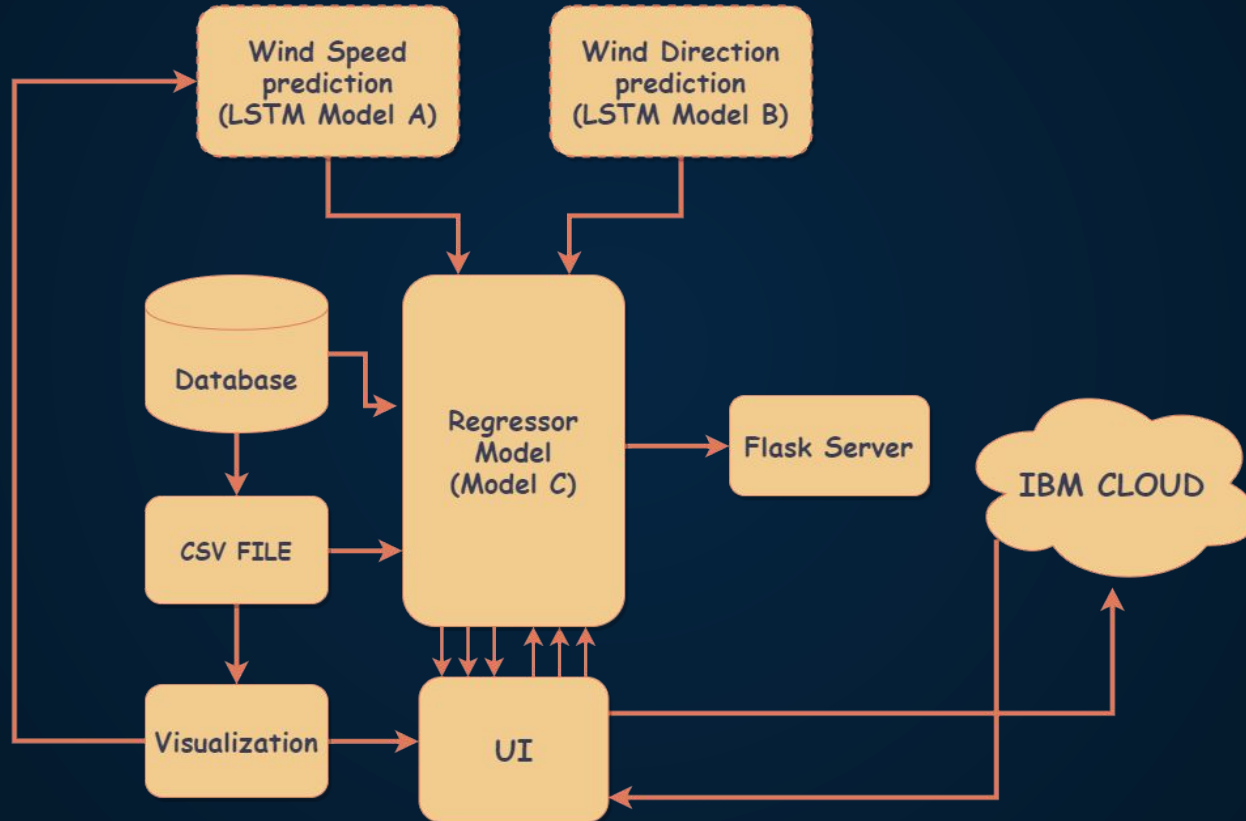 Wind Speed
prediction
(LSTM Model A)
Wind Direction
prediction
(LSTM Model B)
Database
Regressor
Model
(Model C)
Flask Server
IBM CLOUD
CSV FILE
Visualization
UI